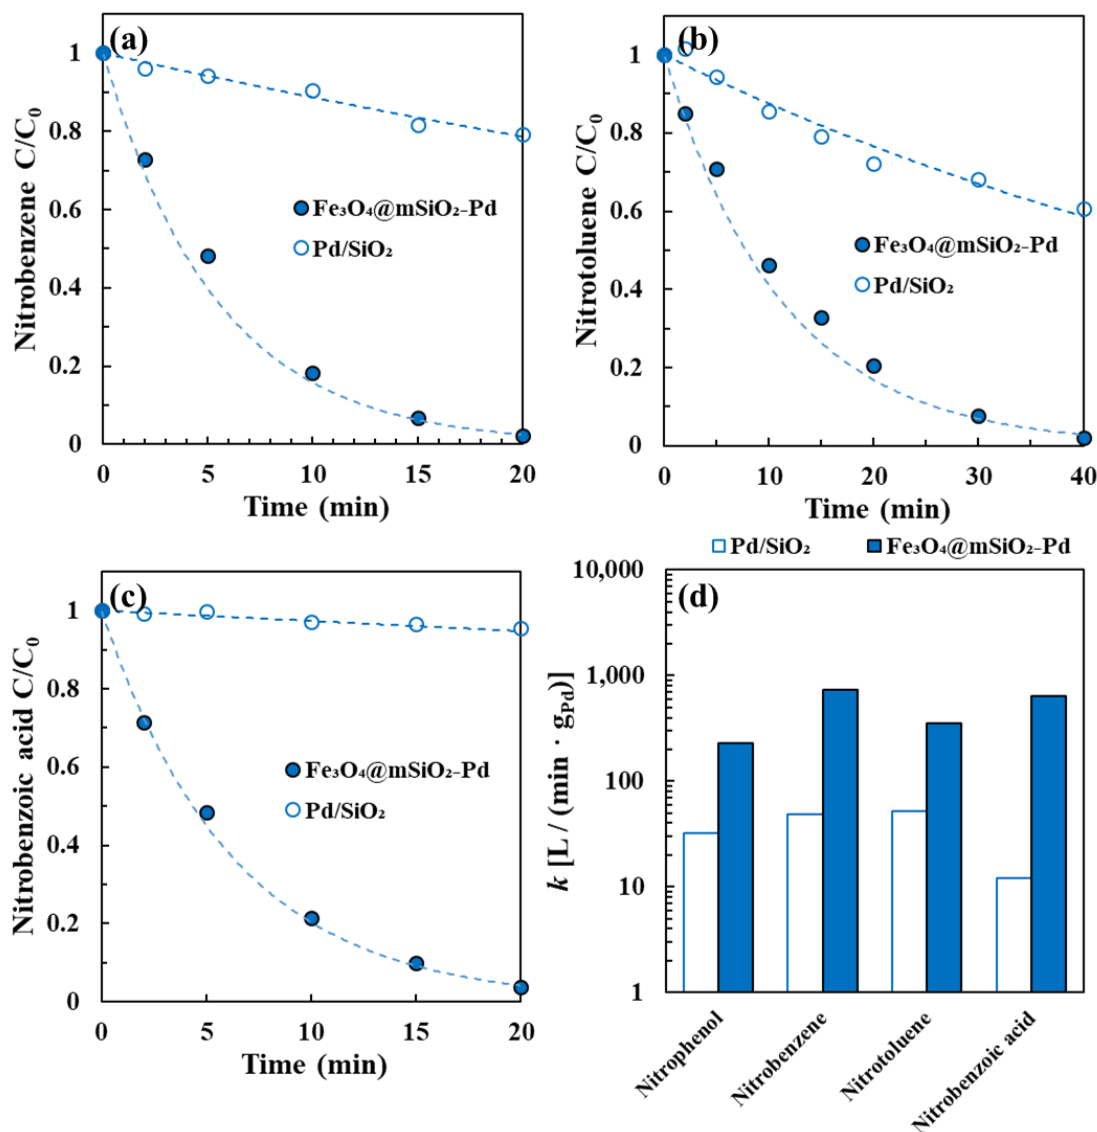 (a)
Nitrobenzene C/C₀
1
0.8
0.6
0.4
0.2
0
0 5 10 15 20
Time (min)
Fe₃O₄@mSiO₂-Pd
Pd/SiO₂
(b)
Nitrotoluene C/C₀
1
0.8
0.6
0.4
0.2
0
0 10 20 30 40
Time (min)
Fe₃O₄@mSiO₂-Pd
Pd/SiO₂
(c)
Nitrobenzoic acid C/C₀
1
0.8
0.6
0.4
0.2
0
0 5 10 15 20
Time (min)
Fe₃O₄@mSiO₂-Pd
Pd/SiO₂
Pd/SiO₂ Fe₃O₄@mSiO₂-Pd
(d)
k [L / (min · gPd)]
10,000
1,000
100
10
1
Nitrophenol
Nitrobenzene
Nitrotoluene
Nitrobenzoic acid